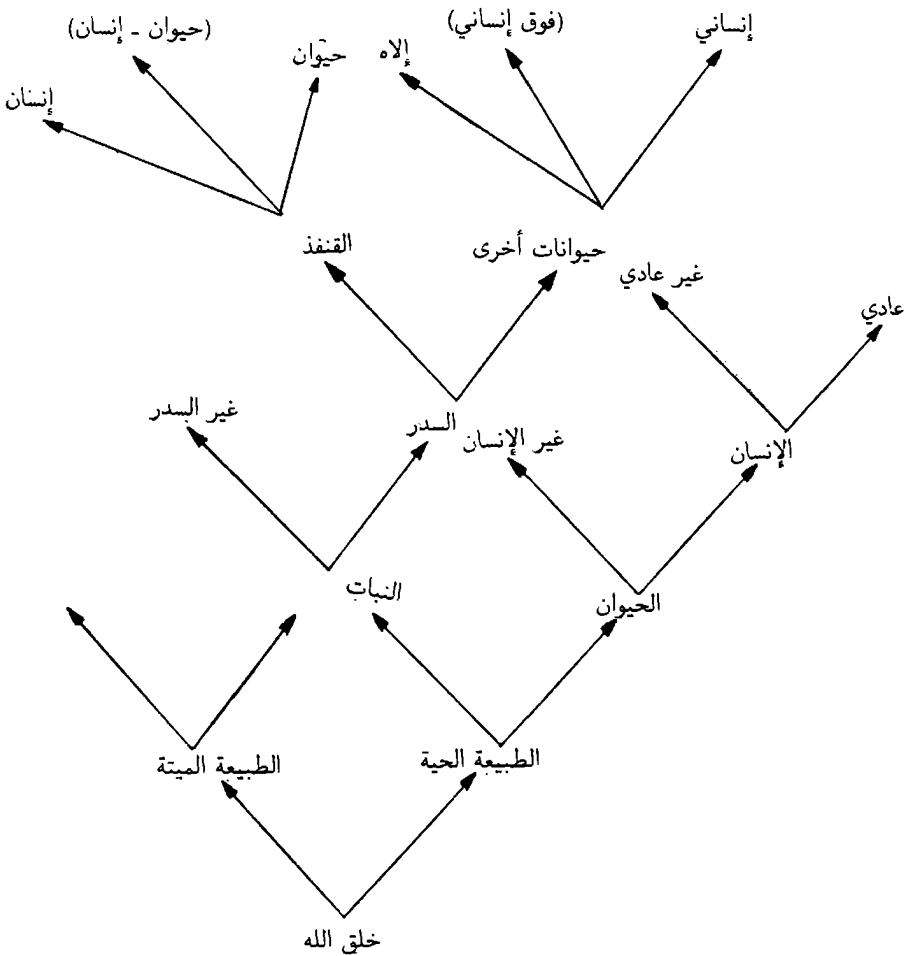 إنساني
(فوق إنساني)
إلاه
حيوان
(حيوان - إنسان)
إنسان
حيوانات أخرى
القنفذ
عادي
غير عادي
الإنسان
غير الإنسان
السدر
غير السدر
الحيوان
النبات
الطبيعة الحية
الطبيعة الميتة
خلق الله